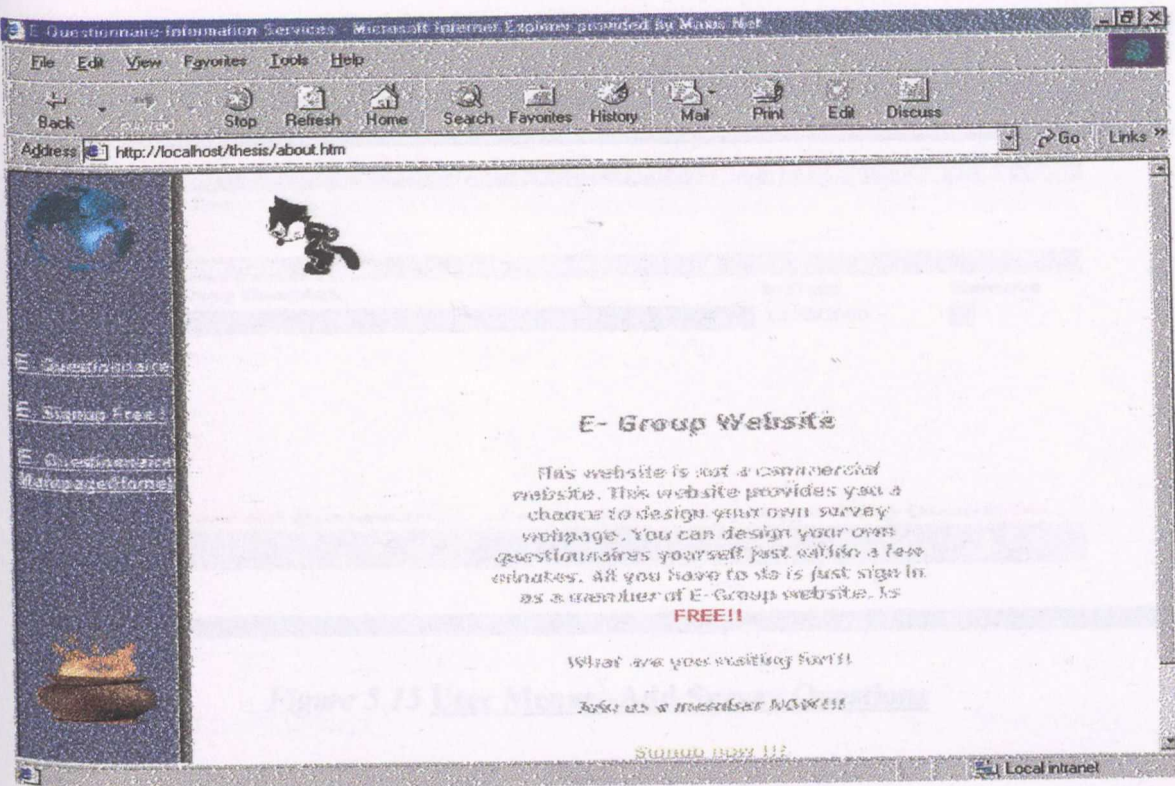 E-Questionnaire-Information Services - Microsoft Internet Explorer provided by Maxis Net
File Edit View Favorites Tools Help
Back Stop Refresh Home Search Favorites History Mail Print Edit Discuss
Address http://localhost/thesis/about.htm Go Links »
E- Questionnaire
E- Signup Free !
E- Questionnaire
Mainpage(Home)
E- Group Website
This website is not a commercial
website. This website provides you a
chance to design your own survey
webpage. You can design your own
questionnaires yourself just within a few
minutes. All you have to do is just sign in
as a member of E-Group website. Is
FREE!!
What are you waiting for!!!
Join as a member NOW!!!
Signup now !!!
Figure 5.15 User Menu - Add Survey Questions
Local intranet